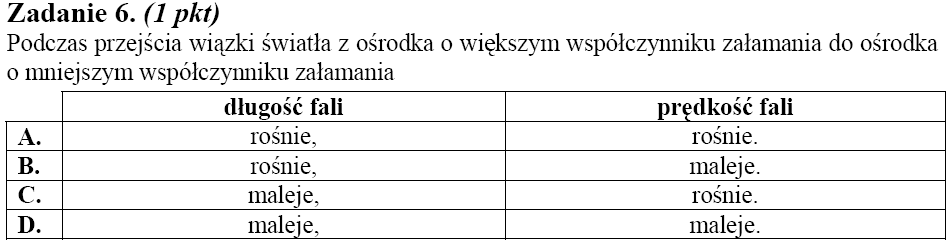 Zadanie 6. (1 pkt)
Podczas przejścia wiązki światła z ośrodka o większym współczynniku załamania do ośrodka
o mniejszym współczynniku załamania
długość fali prędkość fali
A. rośnie, rośnie.
B. rośnie, maleje.
C. maleje, rośnie.
D. maleje, maleje.